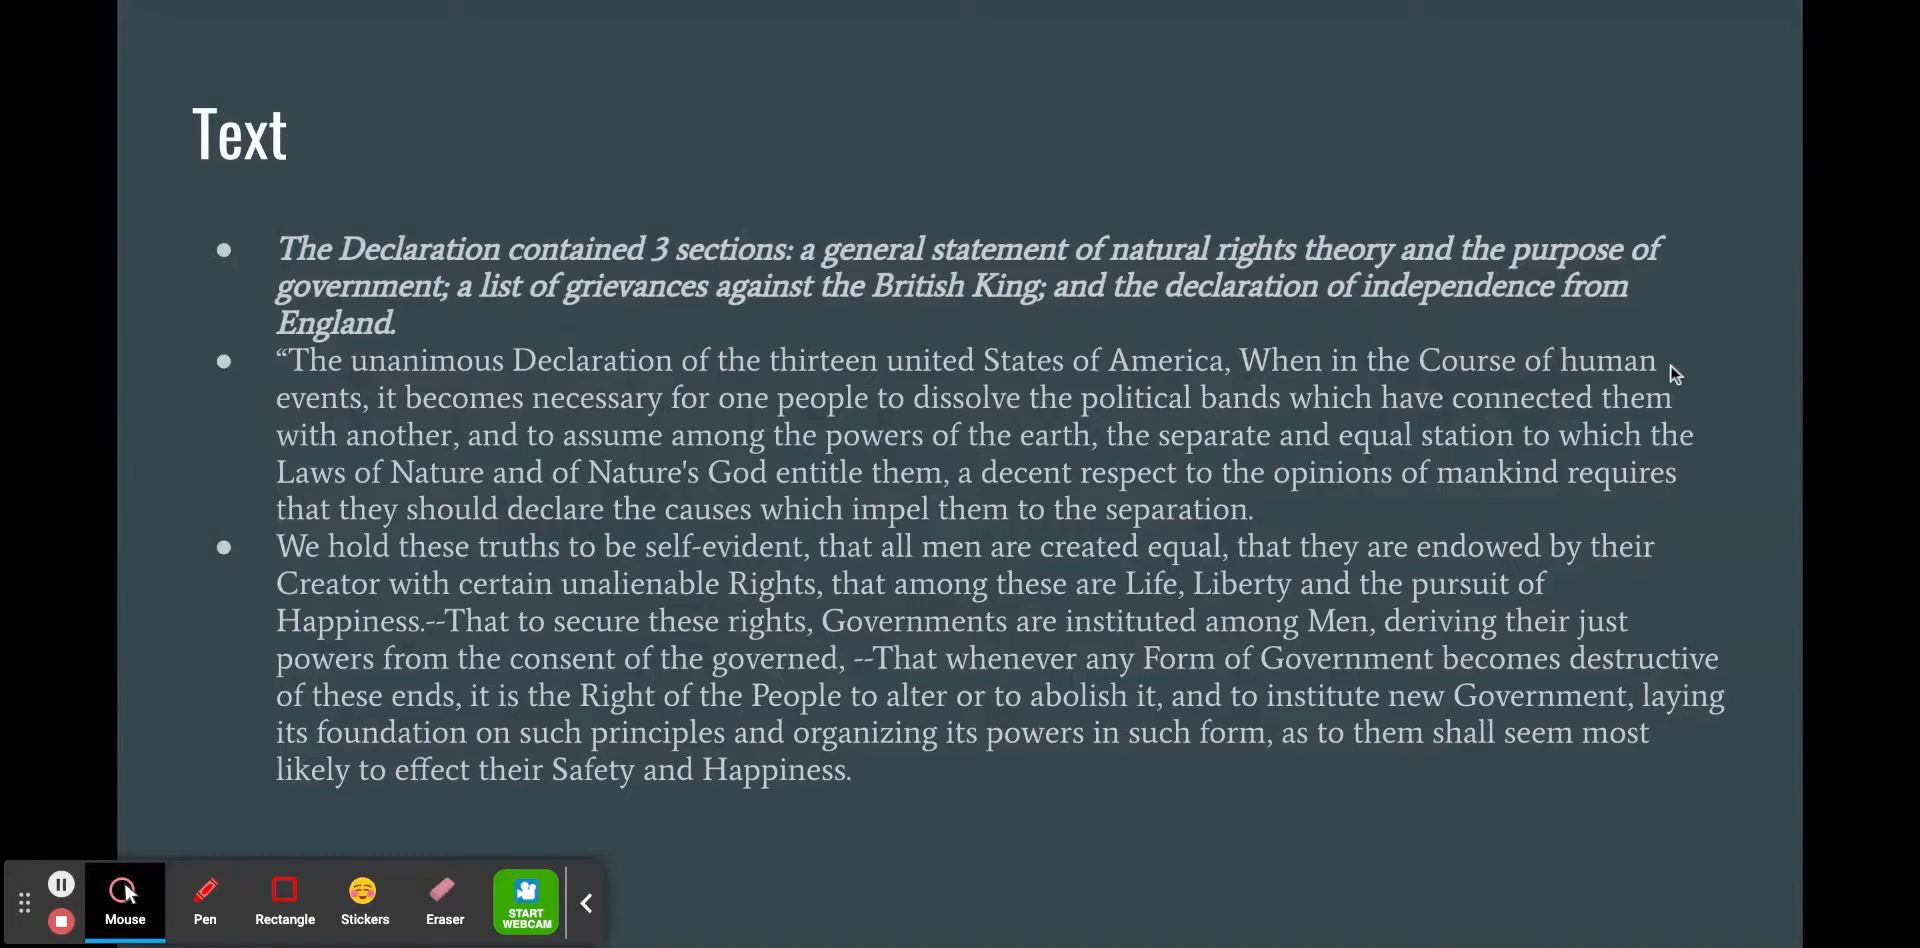 Text
● The Declaration contained 3 sections: a general statement of natural rights theory and the purpose of
government; a list of grievances against the British King; and the declaration of independence from
England.
● “The unanimous Declaration of the thirteen united States of America, When in the Course of human
events, it becomes necessary for one people to dissolve the political bands which have connected them
with another, and to assume among the powers of the earth, the separate and equal station to which the
Laws of Nature and of Nature's God entitle them, a decent respect to the opinions of mankind requires
that they should declare the causes which impel them to the separation.
● We hold these truths to be self-evident, that all men are created equal, that they are endowed by their
Creator with certain unalienable Rights, that among these are Life, Liberty and the pursuit of
Happiness.--That to secure these rights, Governments are instituted among Men, deriving their just
powers from the consent of the governed, --That whenever any Form of Government becomes destructive
of these ends, it is the Right of the People to alter or to abolish it, and to institute new Government, laying
its foundation on such principles and organizing its powers in such form, as to them shall seem most
likely to effect their Safety and Happiness.
Mouse
Pen
Rectangle
Stickers
Eraser
START
WEBCAM